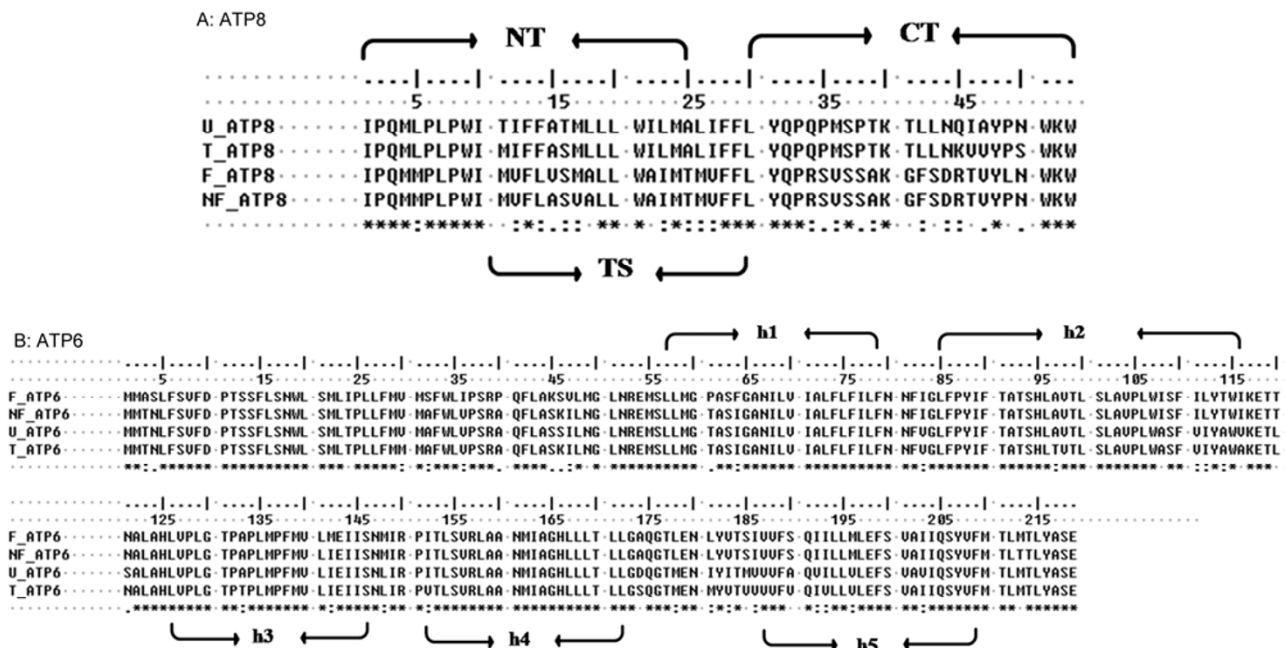 A: ATP8
NT CT
5 15 25 35 45
U_ATP8 IPQMLPLPWI TIFFATMLLL WILMALIFFL YQPQPMSPTK TLLNQIAYPN WKW
T_ATP8 IPQMLPLPWI MIFFASMLLL WILMALIFFL YQPQPMSPTK TLLNKVVYPS WKW
F_ATP8 IPQMMPLPWI MVFLVSMALL WAIMTMVFFL YQPRSVSSAK GFSDRTVYLN WKW
NF_ATP8 IPQMMPLPWI MVFLASVALL WAIMTMVFFL YQPRSVSSAK GFSDRTVYPN WKW
TS
B: ATP6
h1 h2
5 15 25 35 45 55 65 75 85 95 105 115
F_ATP6 MMASLFSVFD PTSSFLSNWL SMLIPLLFMV MSFWLIPSRP QFLAKSVLMG LNREMSLLMG PASFGANILV IALFLFILFN NFIGLFPYIF TATSHLAVTL SLAVPLWISF ILYTWIKETT
NF_ATP6 MMTNLFSVFD PTSSFLSNWL SMLTPLLFMV MAFWLVPSRA QFLASKILNG LNREMSLLMG TASIGANILV IALFLFILFN NFIGLFPYIF TATSHLAVTL SLAVPLWISF ILYTWIKETT
U_ATP6 MMTNLFSVFD PTSSFLSNWL SMLTPLLFMV MAFWLVPSRA QFLASSILNG LNREMSLLMG TASIGANILV IALFLFILFN NFVGLFPYIF TATSHLAVTL SLAVPLWASF VIYAWVKETL
T_ATP6 MMTNLFSVFD PTSSFLSNWL SMLTPLLFMM MAFWLVPSRA QFLASKILNG LNREMSLLMG TASIGANILV IALFLFILFN NFVGLFPYIF TATSHLTVTL SLAVPLWASF VIYAWAKETL
125 135 145 155 165 175 185 195 205 215
F_ATP6 NALAHLVPLG TPAPLMPFMV LMEIISNMIR PITLSVRLAA NMIAGHLLLT LLGAQGTLEN LYVTSIVVFS QIILLMLEFS VAIIQSYVFM TLMTLYASE
NF_ATP6 NALAHLVPLG TPAPLMPFMV LIEIISNMIR PITLSVRLAA NMIAGHLLLT LLGAQGTLEN LYVTSIVVFS QIILLMLEFS VAIIQSYVFM TLTTLYASE
U_ATP6 SALAHLVPLG TPAPLMPFMV LIEIISNLIR PITLSVRLAA NMIAGHLLLT LLGDQGTMEN IYITMVVVFA QVILLVLEFS VAVIQSYVFM TLMTLYASE
T_ATP6 NALAHLVPLG TPTPLMPFMV LIEIISNLIR PVTLSVRLAA NMIAGHLLLT LLGSQGTMEN MYVTVVVVFV QIVLLVLEFS VAIIQSYVFM TLMTLYASE
h3 h4 h5